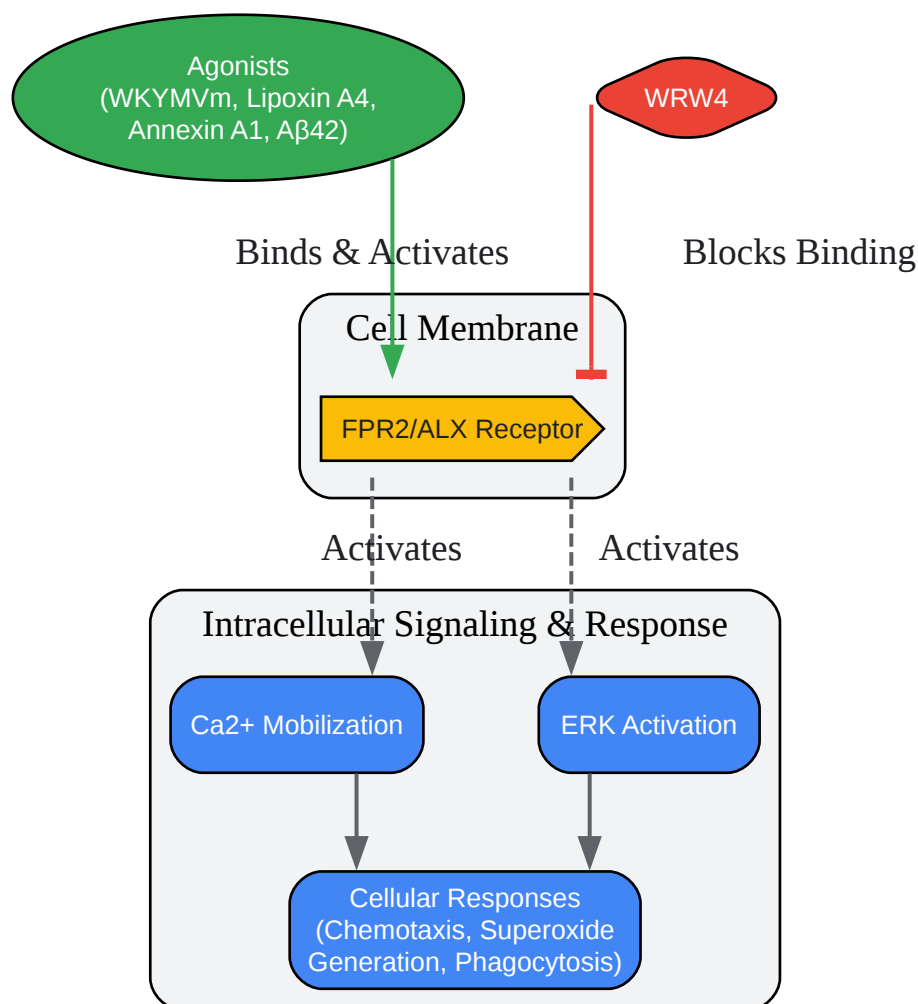 Agonists
(WKYMVm, Lipoxin A4,
Annexin A1, Aβ42)
WRW4
Binds & Activates
Blocks Binding
Cell Membrane
FPR2/ALX Receptor
Activates
Activates
Intracellular Signaling & Response
Ca2+ Mobilization
ERK Activation
Cellular Responses
(Chemotaxis, Superoxide
Generation, Phagocytosis)